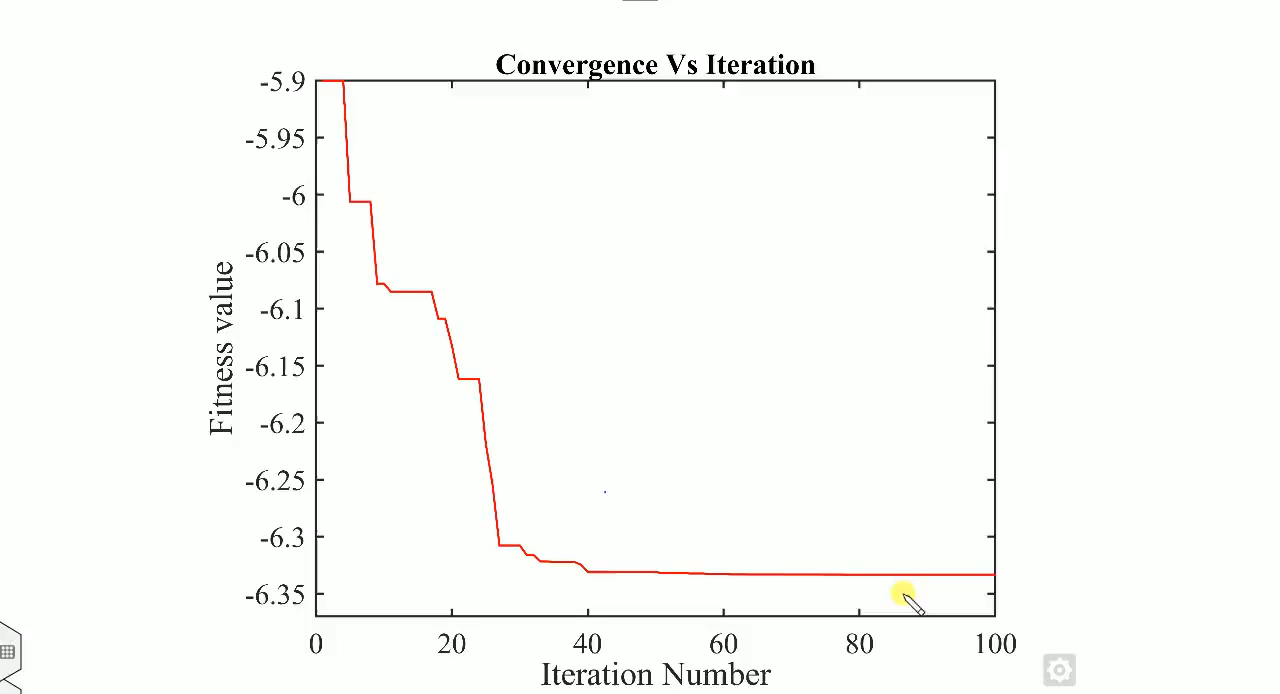 Convergence Vs Iteration
-5.9
-5.95
-6
-6.05
-6.1
-6.15
-6.2
-6.25
-6.3
-6.35
Fitness value
0 20 40 60 80 100
Iteration Number